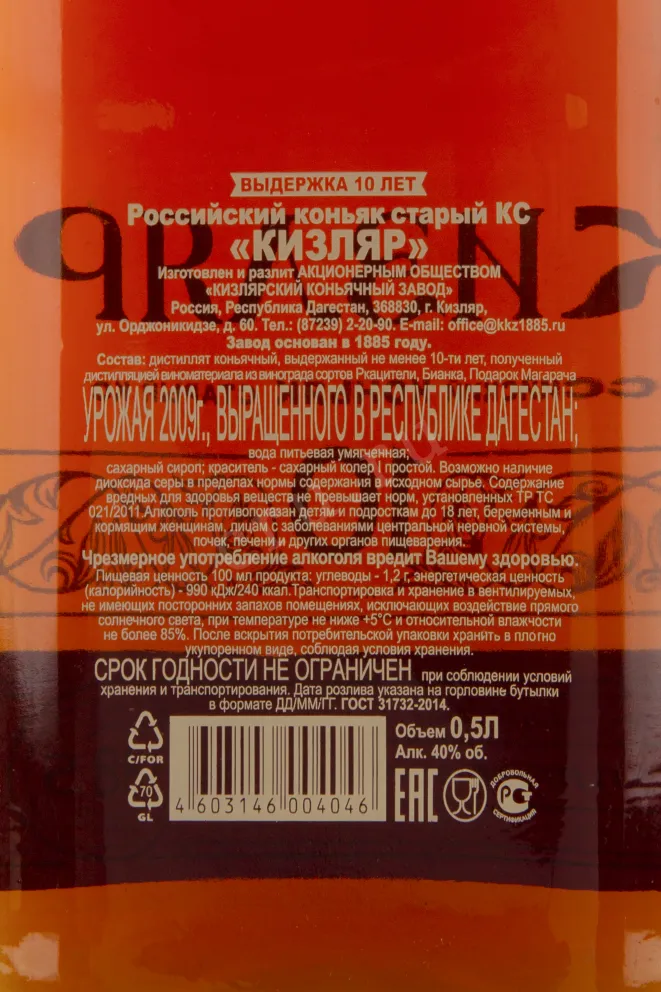 ВЫДЕРЖКА 10 ЛЕТ
Российский коньяк старый КС
«КИЗЛЯР»
Изготовлен и разлит АКЦИОНЕРНЫМ ОБЩЕСТВОМ
«КИЗЛЯРСКИЙ КОНЬЯЧНЫЙ ЗАВОД»
Россия, Республика Дагестан, 368830, г. Кизляр,
ул. Орджоникидзе, д. 60. Тел.: (87239) 2-20-90. E-mail: office@kkz1885.ru
Завод основан в 1885 году.
Состав: дистиллят коньячный, выдержанный не менее 10-ти лет, полученный
дистилляцией виноматериала из винограда сортов Ркацители, Бианка, Подарок Магарача
УРОЖАЯ 2009г., ВЫРАЩЕННОГО В РЕСПУБЛИКЕ ДАГЕСТАН;
вода питьевая умягченная;
сахарный сироп; краситель - сахарный колер I простой. Возможно наличие
диоксида серы в пределах нормы содержания в исходном сырье. Содержание
вредных для здоровья веществ не превышает норм, установленных ТР ТС
021/2011 Алкоголь противопоказан детям и подросткам до 18 лет, беременным и
кормящим женщинам, лицам с заболеваниями центральной нервной системы,
почек, печени и других органов пищеварения.
Чрезмерное употребление алкоголя вредит Вашему здоровью.
Пищевая ценность 100 мл продукта: углеводы - 1,2 г, энергетическая ценность
(калорийность) - 990 кДж/240 ккал.Транспортировка и хранение в вентилируемых,
не имеющих посторонних запахов помещениях, исключающих воздействие прямого
солнечного света, при температуре не ниже +5°С и относительной влажности
не более 85%. После вскрытия потребительской упаковки хранить в плотно
укупоренном виде, соблюдая условия хранения.
СРОК ГОДНОСТИ НЕ ОГРАНИЧЕН при соблюдении условий
хранения и транспортирования. Дата розлива указана на горловине бутылки
в формате ДД/ММ/ГГ. ГОСТ 31732-2014.
C/FOR
70
GL
4 603146 004046
Объем 0,5Л
Алк. 40% об.
EAC
ДОБРОВОЛЬНАЯ
СЕРТИФИКАЦИЯ